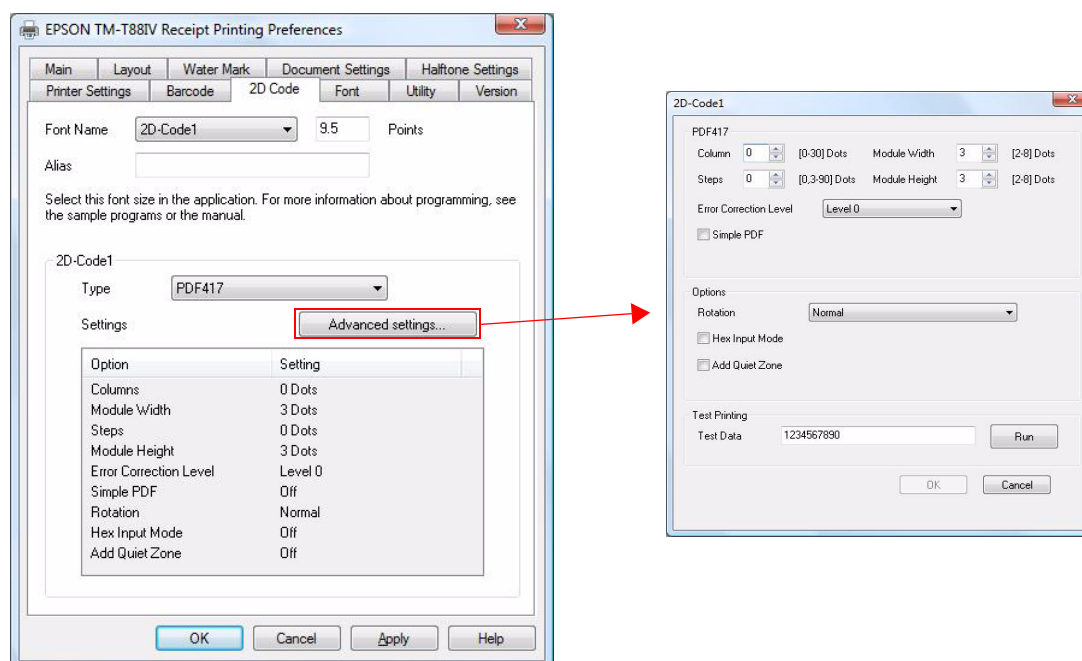 EPSON TM-T88IV Receipt Printing Preferences
Main Layout Water Mark Document Settings Halftone Settings
Printer Settings Barcode 2D Code Font Utility Version
Font Name 2D-Code1 9.5 Points
Alias
Select this font size in the application. For more information about programming, see
the sample programs or the manual.
2D-Code1
Type PDF417
Settings Advanced settings...
Option Setting
Columns 0 Dots
Module Width 3 Dots
Steps 0 Dots
Module Height 3 Dots
Error Correction Level Level 0
Simple PDF Off
Rotation Normal
Hex Input Mode Off
Add Quiet Zone Off
OK Cancel Apply Help
2D-Code1
PDF417
Column 0 [0-30] Dots Module Width 3 [2-8] Dots
Steps 0 [0,3-90] Dots Module Height 3 [2-8] Dots
Error Correction Level Level 0
Simple PDF
Options
Rotation Normal
Hex Input Mode
Add Quiet Zone
Test Printing
Test Data 1234567890 Run
OK Cancel